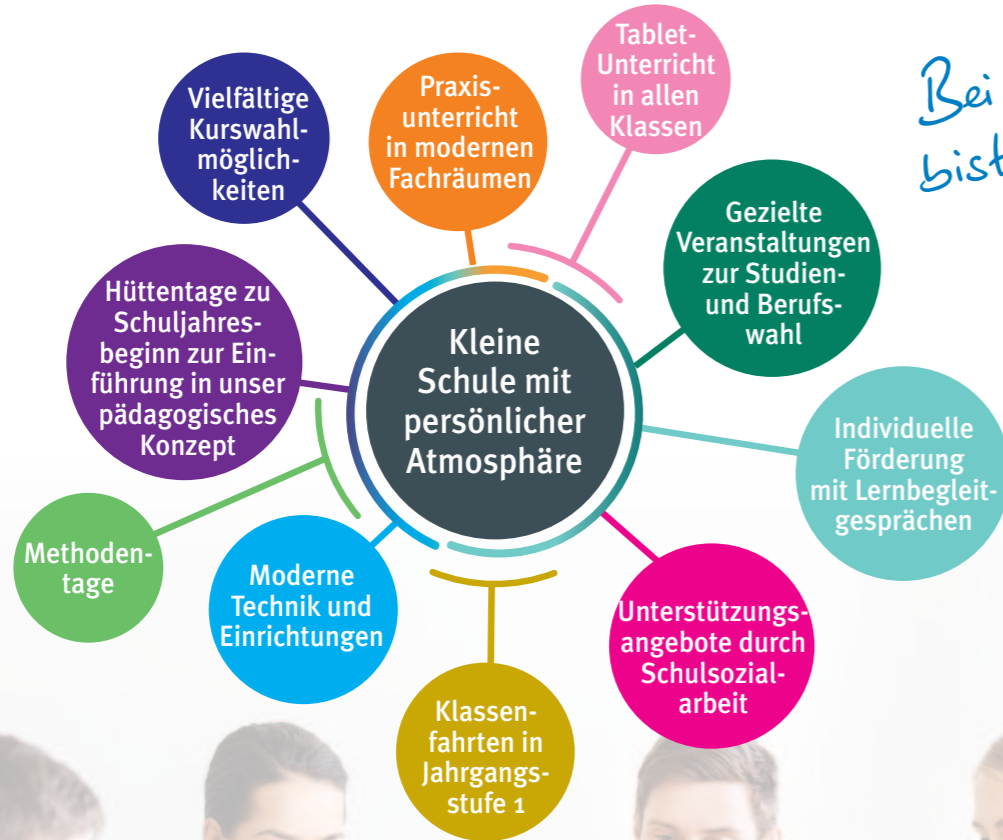 Tablet-
Unterricht
in allen
Klassen
Praxis-
unterricht
in modernen
Fachräumen
Vielfältige
Kurswahl-
möglich-
keiten
Bei
bist
Gezielte
Veranstaltungen
zur Studien-
und Berufs-
wahl
Hüttentage zu
Schuljahres-
beginn zur Ein-
führung in unser
pädagogisches
Konzept
Kleine
Schule mit
persönlicher
Atmosphäre
Individuelle
Förderung
mit Lernbegleit-
gesprächen
Methoden-
tage
Moderne
Technik und
Einrichtungen
Unterstützungs-
angebote durch
Schulsozial-
arbeit
Klassen-
fahrten in
Jahrgangs-
stufe 1